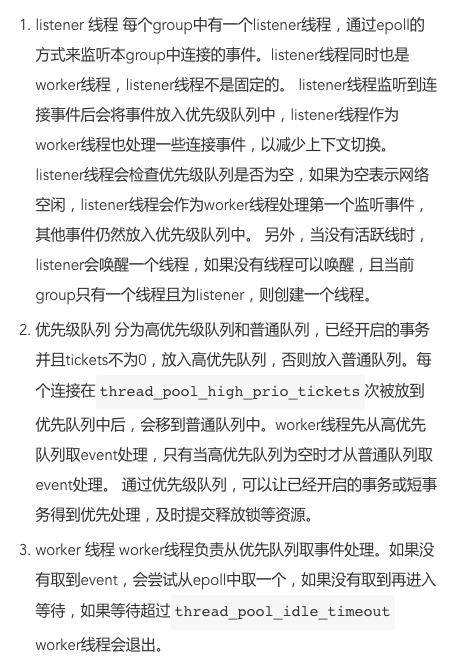 1. listener 线程 每个group中有一个listener线程，通过epoll的
方式来监听本group中连接的事件。listener线程同时也是
worker线程，listener线程不是固定的。 listener线程监听到连
接事件后会将事件放入优先级队列中，listener线程作为
worker线程也处理一些连接事件，以减少上下文切换。
listener线程会检查优先级队列是否为空，如果为空表示网络
空闲，listener线程会作为worker线程处理第一个监听事件，
其他事件仍然放入优先级队列中。 另外，当没有活跃线时，
listener会唤醒一个线程，如果没有线程可以唤醒，且当前
group只有一个线程且为listener，则创建一个线程。
2. 优先级队列 分为高优先级队列和普通队列，已经开启的事务
并且tickets不为0，放入高优先队列，否则放入普通队列。每
个连接在 thread_pool_high_prio_tickets 次被放到
优先队列中后，会移到普通队列中。worker线程先从高优先
队列取event处理，只有当高优先队列为空时才从普通队列取
event处理。 通过优先级队列，可以让已经开启的事务或短事
务得到优先处理，及时提交释放锁等资源。
3. worker 线程 worker线程负责从优先队列取事件处理。如果没
有取到event，会尝试从epoll中取一个，如果没有取到再进入
等待，如果等待超过 thread_pool_idle_timeout
worker线程会退出。